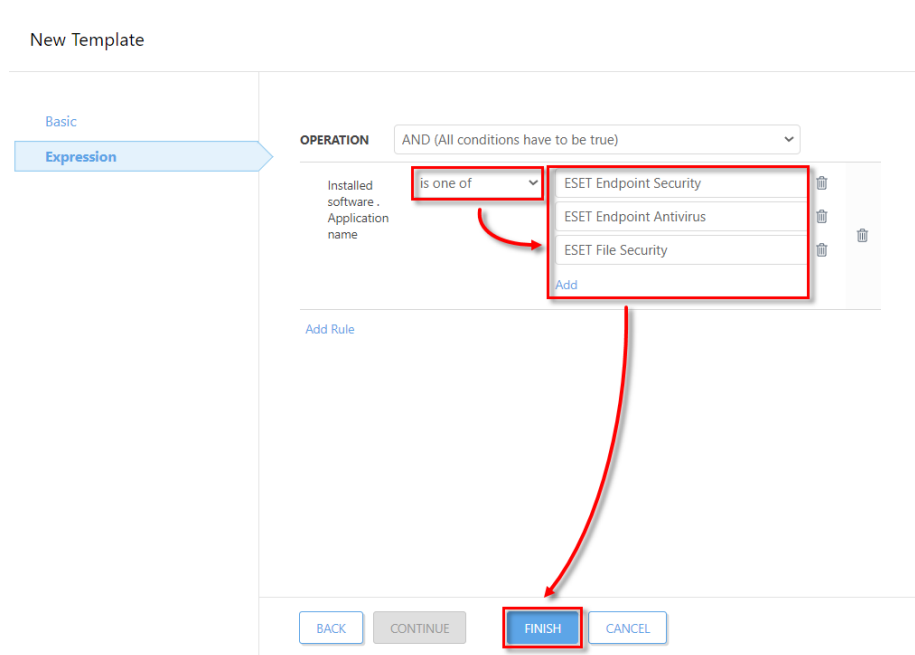 New Template
Basic
Expression
OPERATION
AND (All conditions have to be true)
Installed
software .
Application
name
is one of
ESET Endpoint Security
ESET Endpoint Antivirus
ESET File Security
Add
Add Rule
BACK
CONTINUE
FINISH
CANCEL